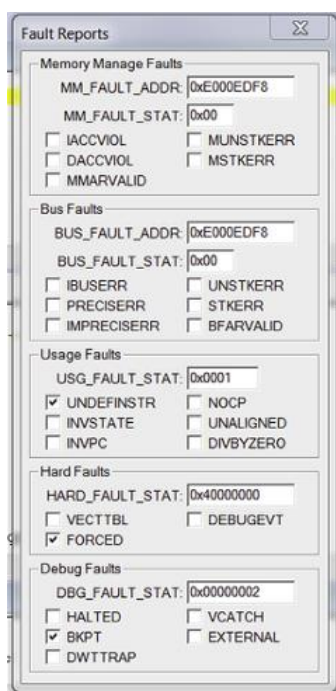 Fault Reports
Memory Manage Faults
MM_FAULT_ADDR: 0xE000EDF8
MM_FAULT_STAT: 0x00
IACCVIOL MUNSTKERR
DACCVIOL MSTKERR
MMARVALID
Bus Faults
BUS_FAULT_ADDR: 0xE000EDF8
BUS_FAULT_STAT: 0x00
IBUSERR UNSTKERR
PRECISERR STKERR
IMPRECISERR BFARVALID
Usage Faults
USG_FAULT_STAT: 0x0001
UNDEFINSTR NOCP
INVSTATE UNALIGNED
INVPC DIVBYZERO
Hard Faults
HARD_FAULT_STAT: 0x40000000
VECTTBL DEBUGEVT
FORCED
Debug Faults
DBG_FAULT_STAT: 0x00000002
HALTED VCATCH
BKPT EXTERNAL
DWTTRAP